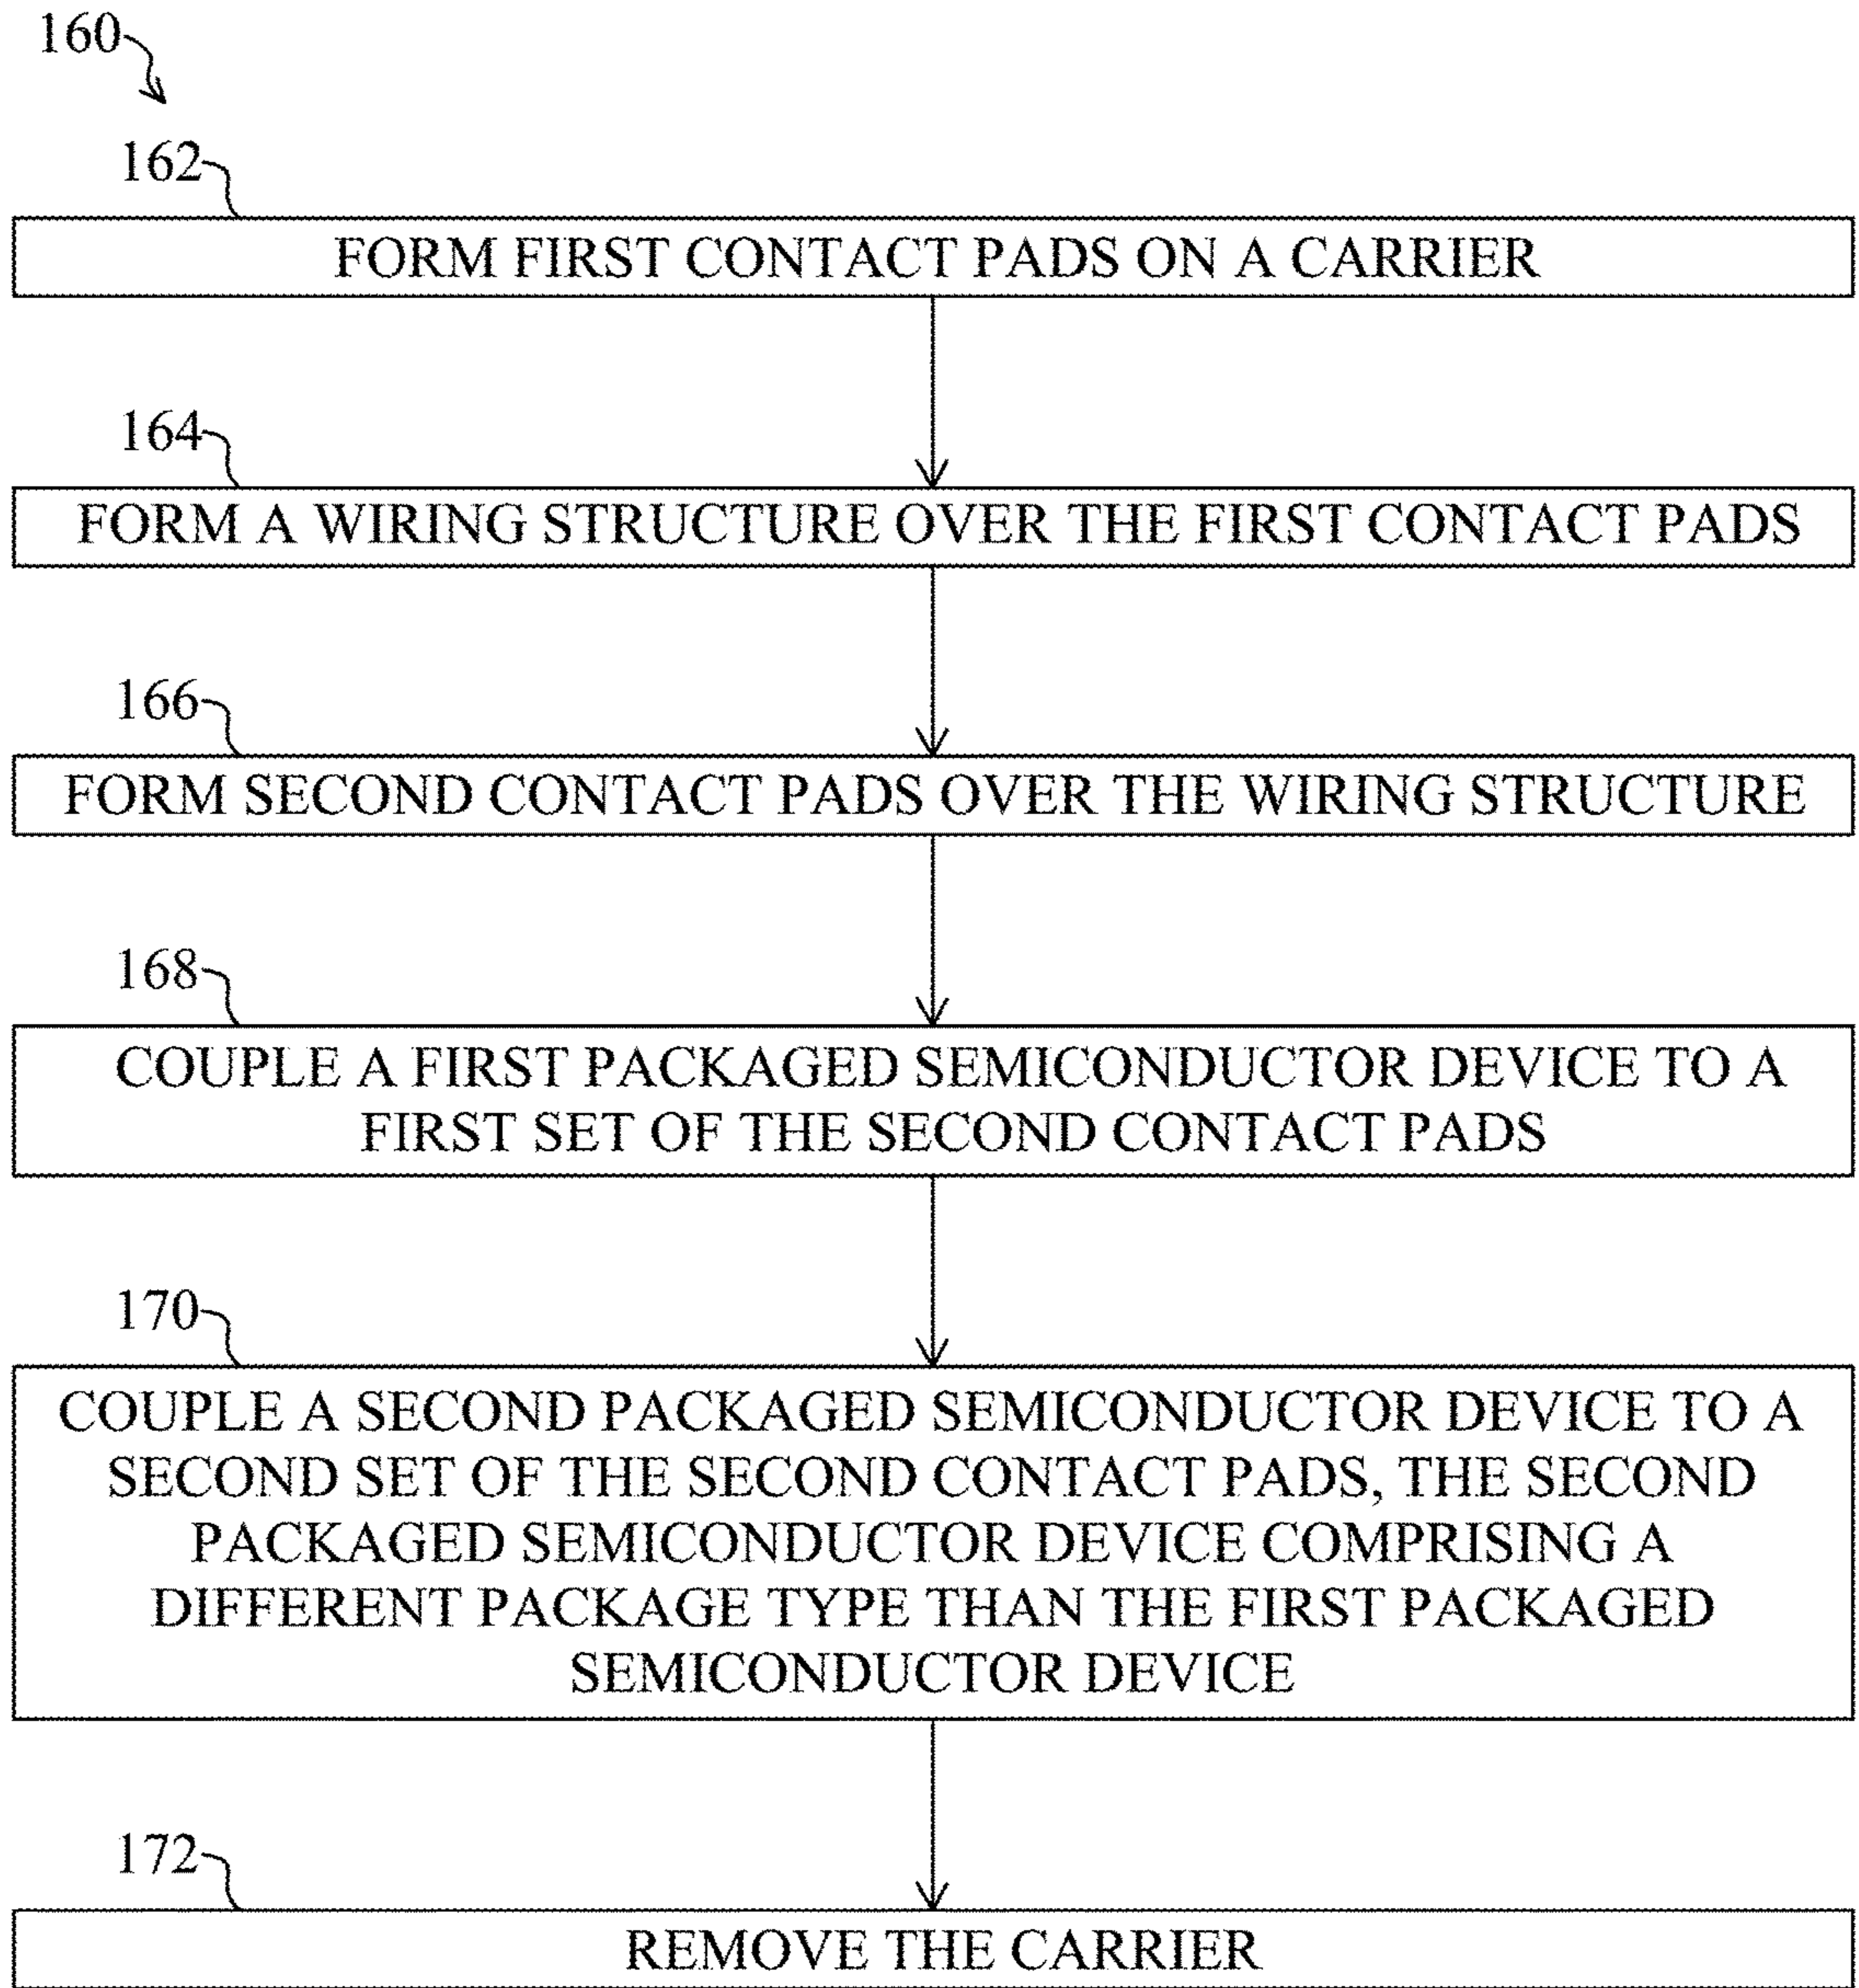 160
162
FORM FIRST CONTACT PADS ON A CARRIER
164
FORM A WIRING STRUCTURE OVER THE FIRST CONTACT PADS
166
FORM SECOND CONTACT PADS OVER THE WIRING STRUCTURE
168
COUPLE A FIRST PACKAGED SEMICONDUCTOR DEVICE TO A
FIRST SET OF THE SECOND CONTACT PADS
170
COUPLE A SECOND PACKAGED SEMICONDUCTOR DEVICE TO A
SECOND SET OF THE SECOND CONTACT PADS, THE SECOND
PACKAGED SEMICONDUCTOR DEVICE COMPRISING A
DIFFERENT PACKAGE TYPE THAN THE FIRST PACKAGED
SEMICONDUCTOR DEVICE
172
REMOVE THE CARRIER